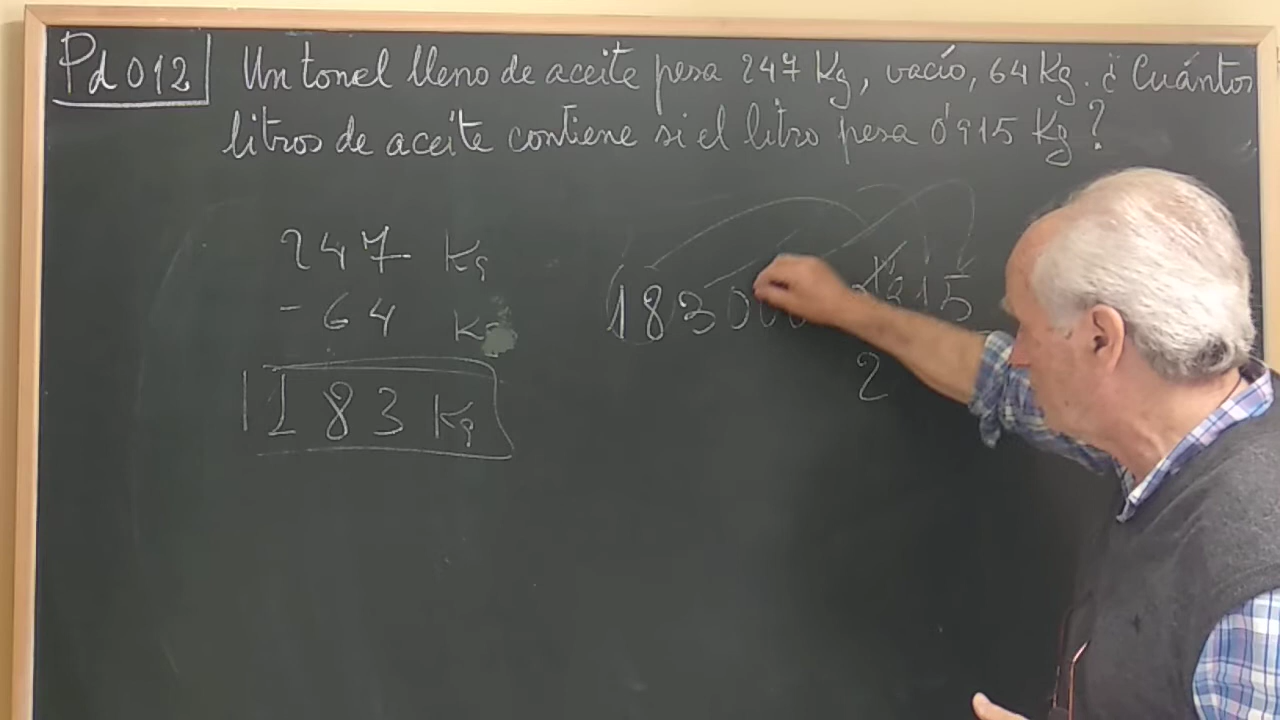 Pd 012 Un tonel lleno de aceite pesa 247 Kg, vacío, 64 Kg. ¿Cuántos
litros de aceite contiene si el litro pesa 0'915 Kg?
247 Kg
-64 Kg
183 Kg
183000
915
2